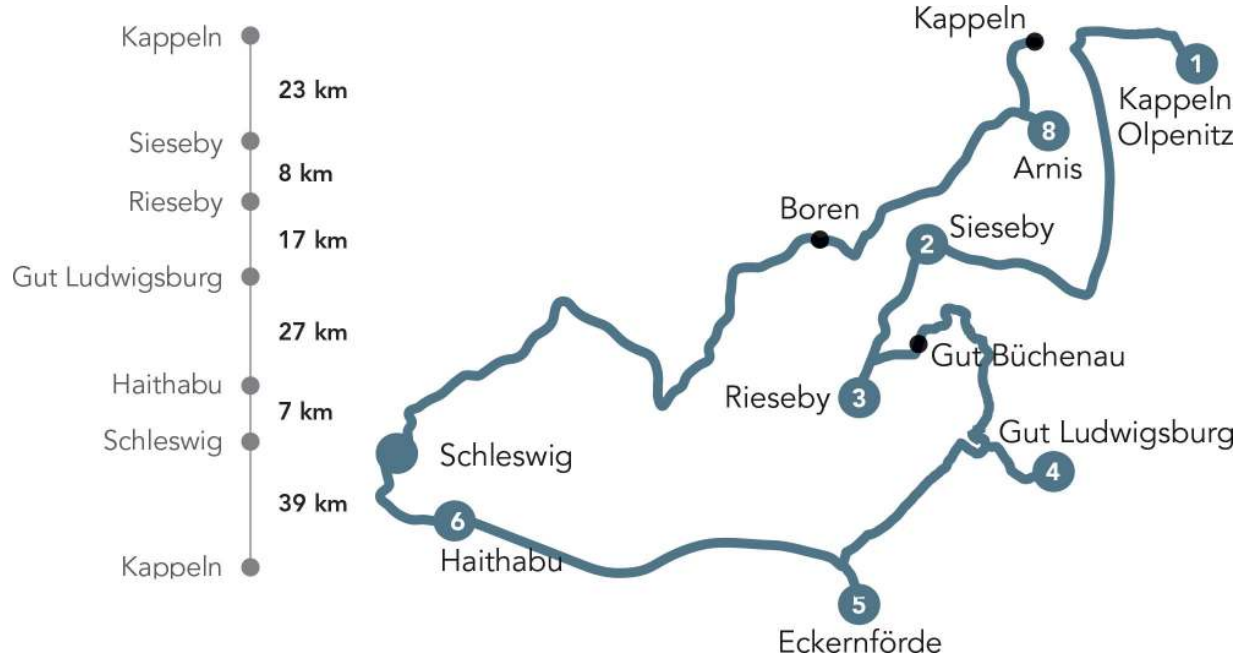 Kappeln
23 km
Sieseby
8 km
Rieseby
17 km
Gut Ludwigsburg
27 km
Haithabu
7 km
Schleswig
39 km
Kappeln
Kappeln
1
Kappeln
Olpenitz
8
Arnis
Boren
2
Sieseby
Gut Büchenau
Rieseby
3
Gut Ludwigsburg
4
Schleswig
6
Haithabu
5
Eckernförde